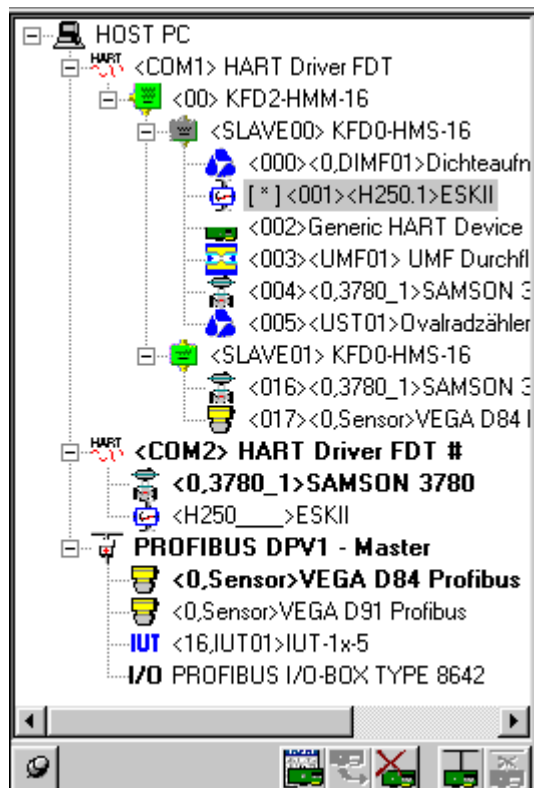 HOST PC
HART <COM1> HART Driver FDT
<00> KFD2-HMM-16
<SLAVE00> KFD0-HMS-16
<000><0,DIMF01>Dichteaufn
[ * ] <001><H250.1>ESKII
<002>Generic HART Device
<003><UMF01> UMF Durchfl
<004><0,3780_1>SAMSON 3
<005><UST01>Ovalradzähler
<SLAVE01> KFD0-HMS-16
<016><0,3780_1>SAMSON 3
<017><0,Sensor>VEGA D84 I
HART <COM2> HART Driver FDT #
<0,3780_1>SAMSON 3780
<H250____>ESKII
PROFIBUS DPV1 - Master
<0,Sensor>VEGA D84 Profibus
<0,Sensor>VEGA D91 Profibus
IUT <16,IUT01>IUT-1x-5
I/O PROFIBUS I/O-BOX TYPE 8642